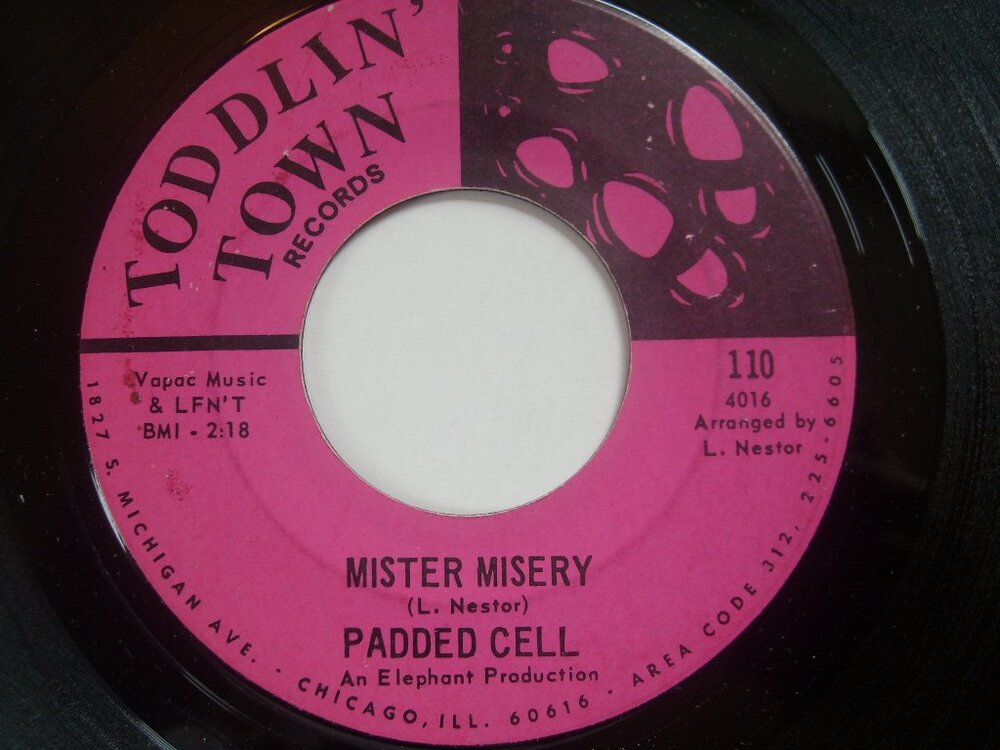 TODDLIN'
TOWN
RECORDS
Vapac Music
& LFN'T
BMI - 2:18
110
4016
Arranged by
L. Nestor
MISTER MISERY
(L. Nestor)
PADDED CELL
An Elephant Production
1827 S. MICHIGAN AVE. - CHICAGO, ILL. 60616 - AREA CODE 312, 225-6605